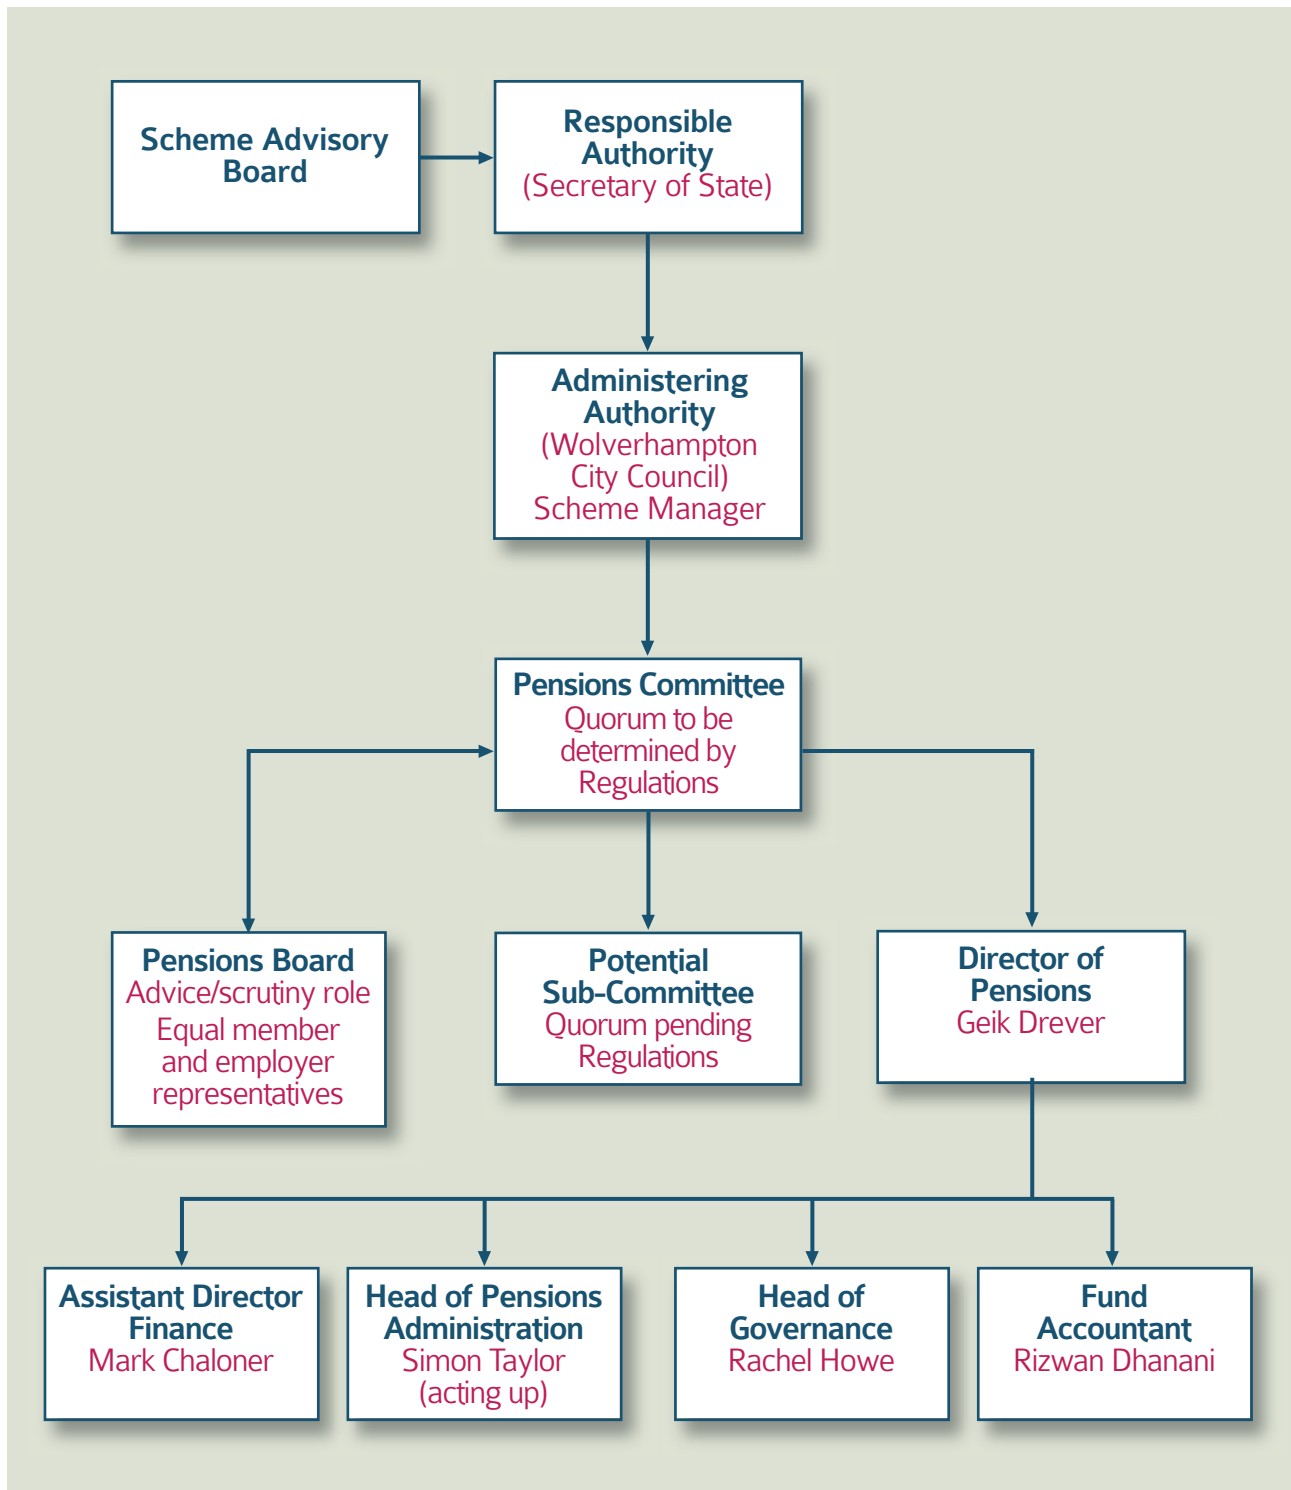 Scheme Advisory
Board
Responsible
Authority
(Secretary of State)
Administering
Authority
(Wolverhampton
City Council)
Scheme Manager
Pensions Committee
Quorum to be
determined by
Regulations
Pensions Board
Advice/scrutiny role
Equal member
and employer
representatives
Potential
Sub-Committee
Quorum pending
Regulations
Director of
Pensions
Geik Drever
Assistant Director
Finance
Mark Chaloner
Head of Pensions
Administration
Simon Taylor
(acting up)
Head of
Governance
Rachel Howe
Fund
Accountant
Rizwan Dhanani